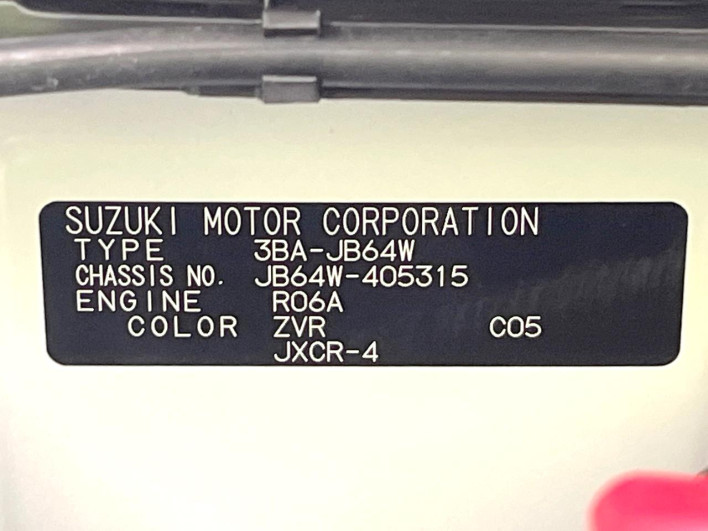 SUZUKI MOTOR CORPORATION
TYPE 3BA-JB64W
CHASSIS NO. JB64W-405315
ENGINE R06A
COLOR ZVR C05
JXCR-4